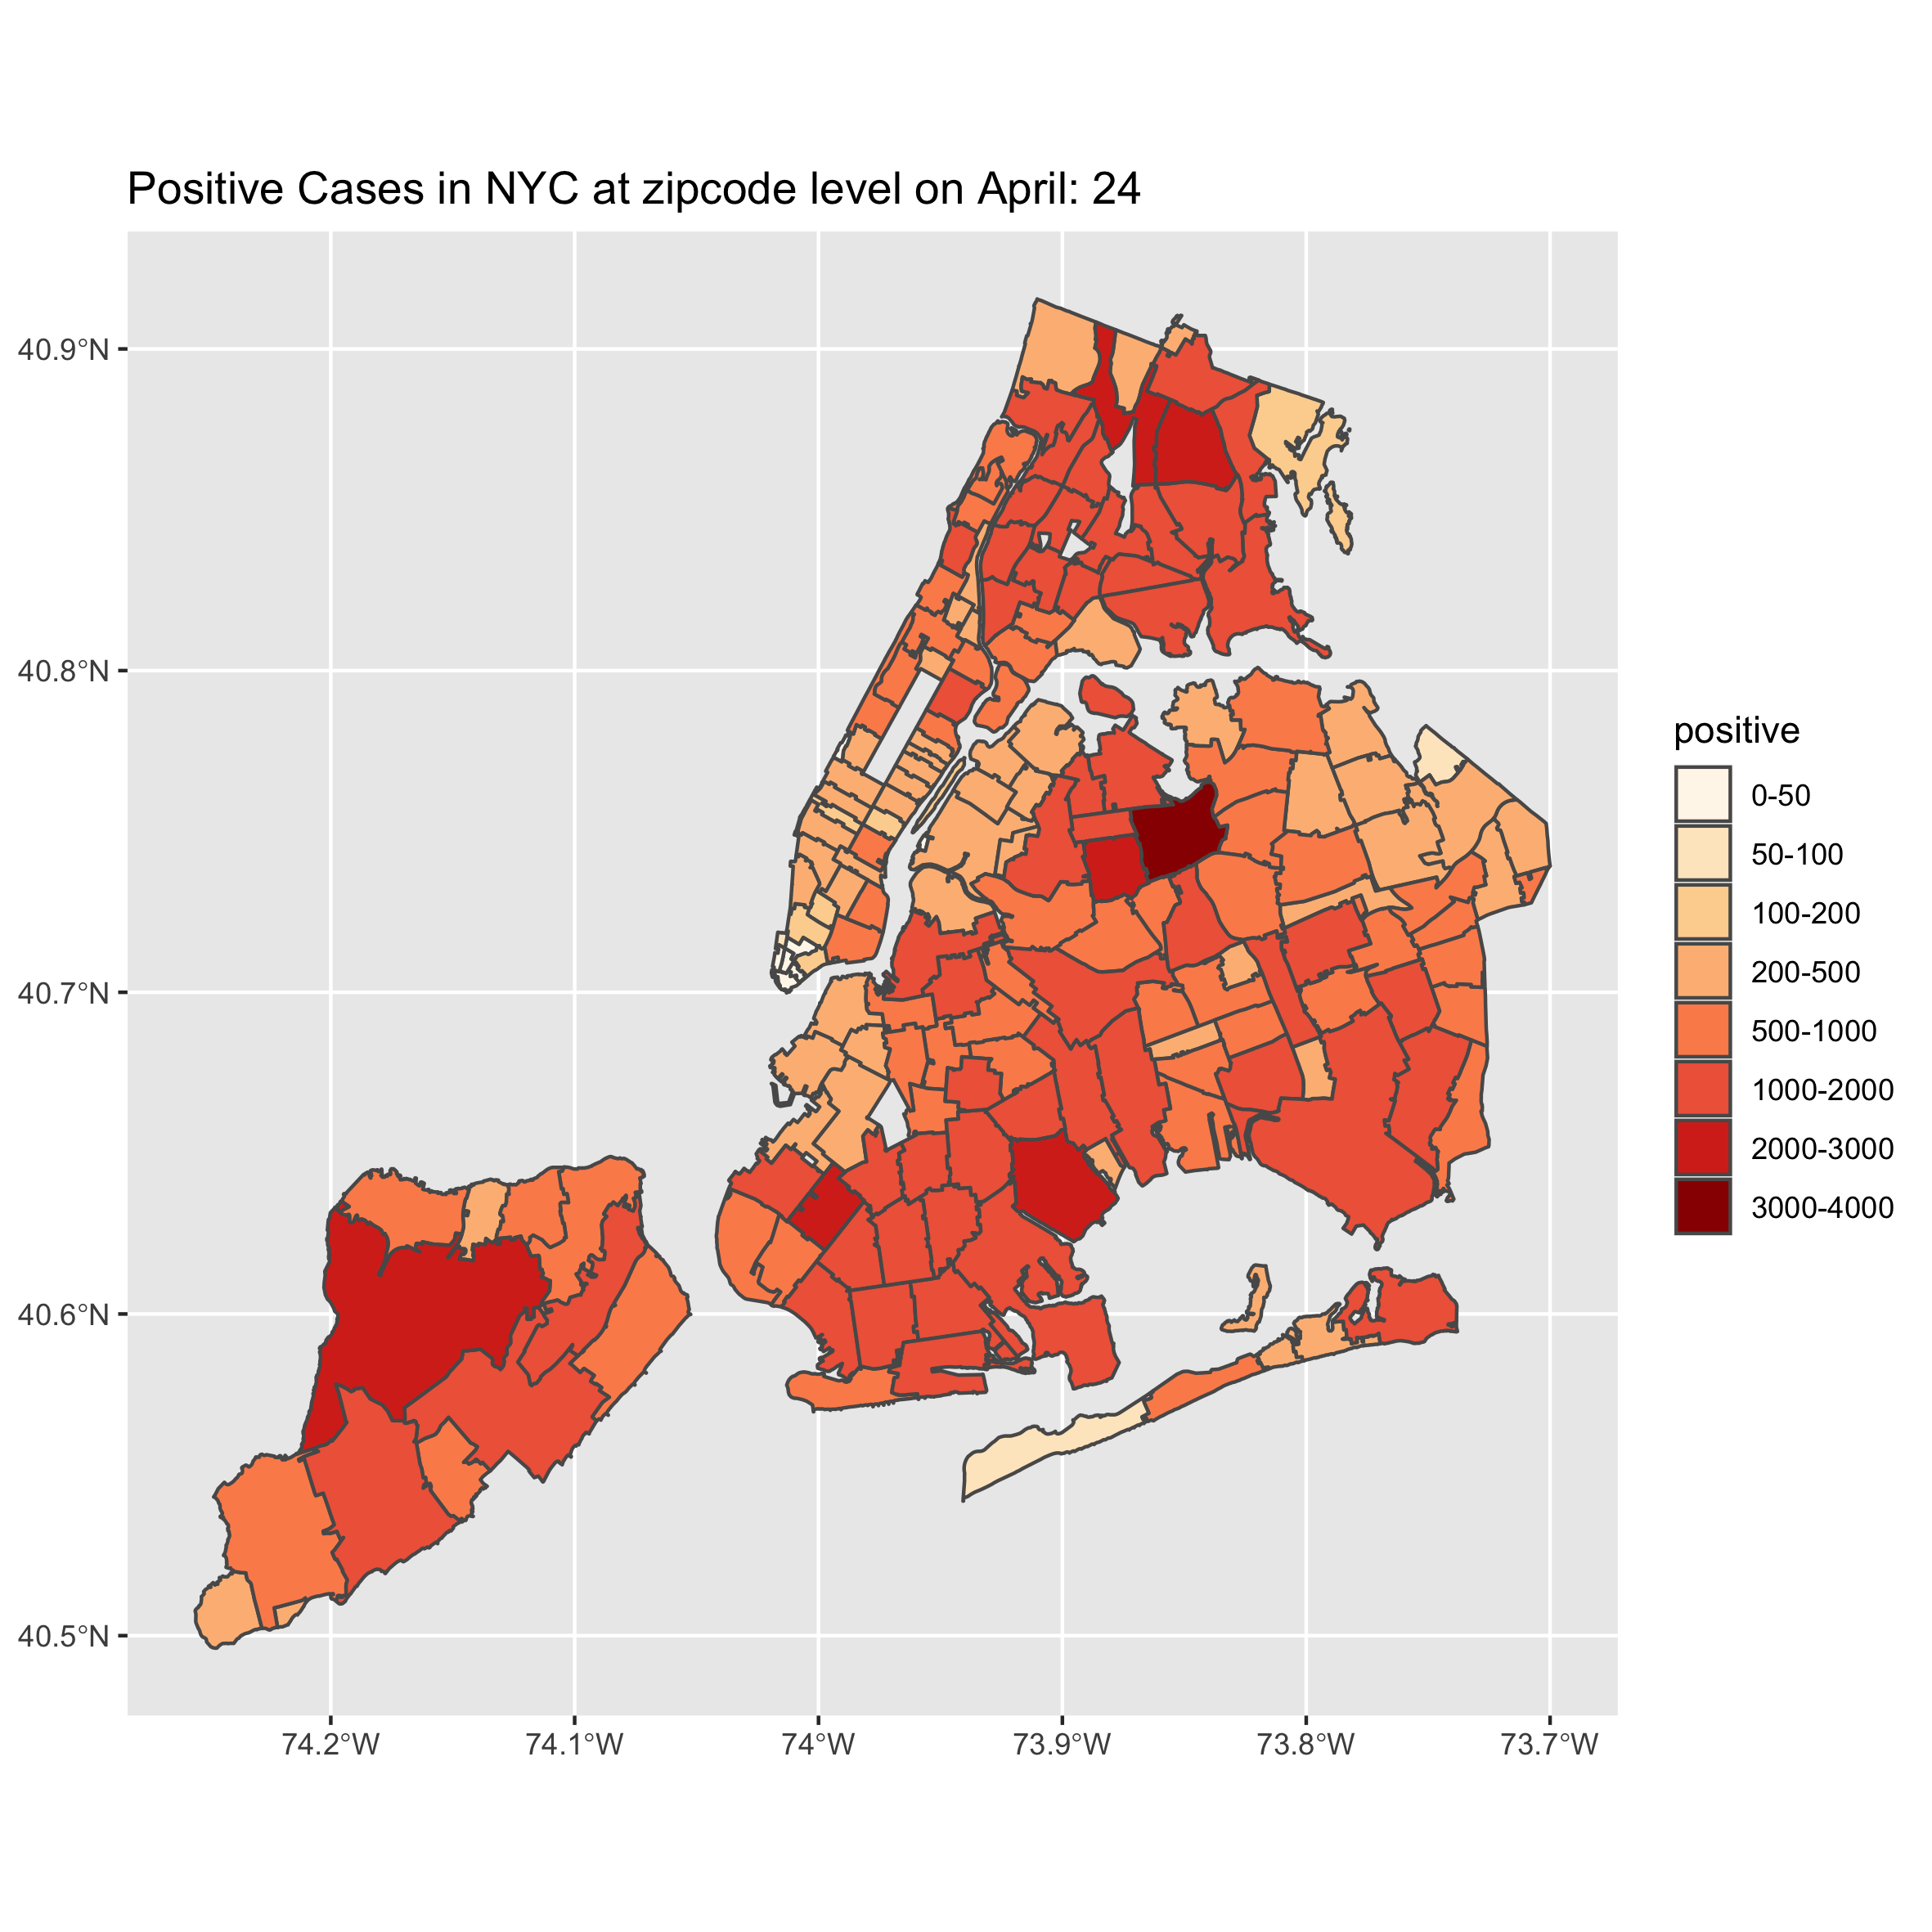 Positive Cases in NYC at zipcode level on April: 24
40.9°N
40.8°N
40.7°N
40.6°N
40.5°N
74.2°W
74.1°W
74°W
73.9°W
73.8°W
73.7°W
positive
0-50
50-100
100-200
200-500
500-1000
1000-2000
2000-3000
3000-4000